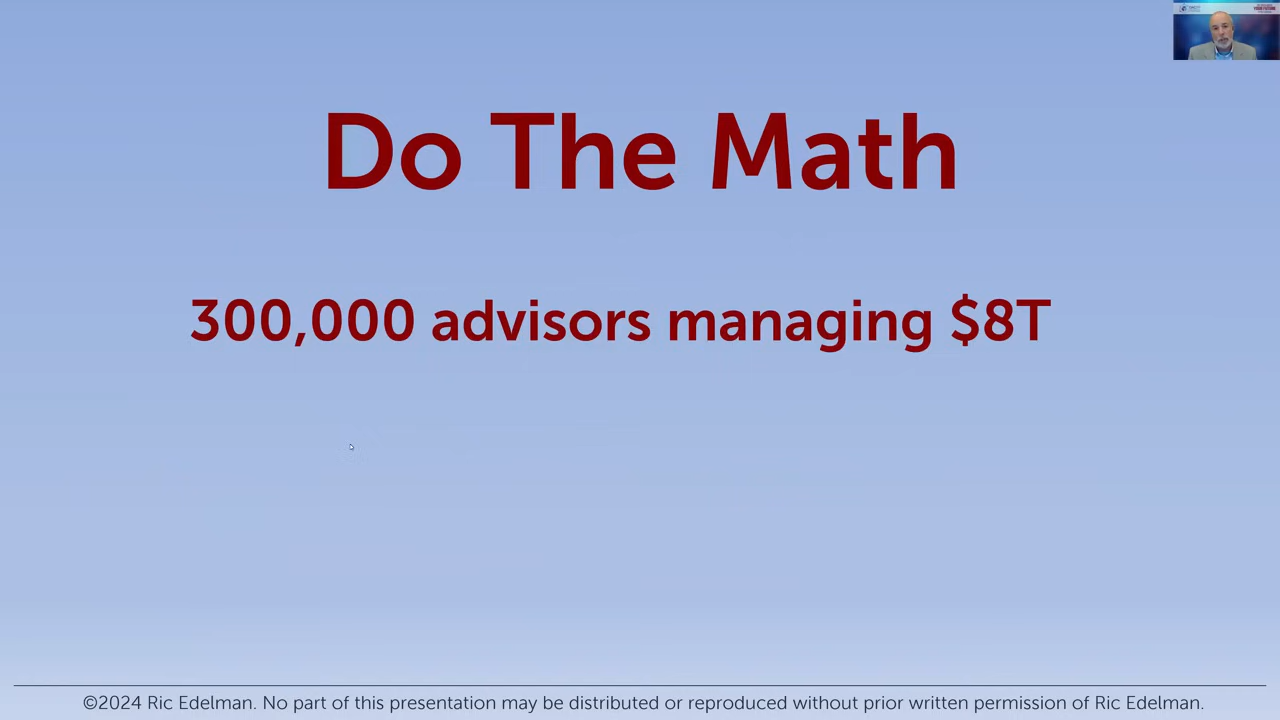 Do The Math
300,000 advisors managing $8T
©2024 Ric Edelman. No part of this presentation may be distributed or reproduced without prior written permission of Ric Edelman.